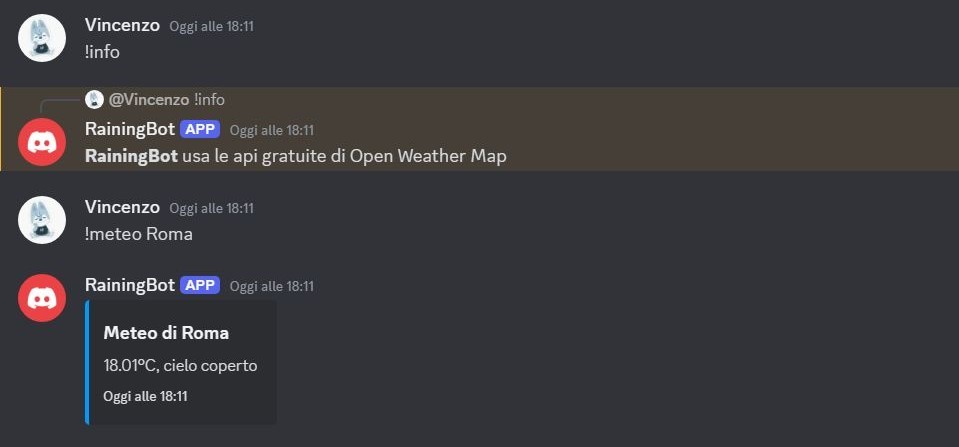 Vincenzo Oggi alle 18:11
!info
@Vincenzo !info
RainingBot APP Oggi alle 18:11
RainingBot usa le api gratuite di Open Weather Map
Vincenzo Oggi alle 18:11
!meteo Roma
RainingBot APP Oggi alle 18:11
Meteo di Roma
18.01°C, cielo coperto
Oggi alle 18:11